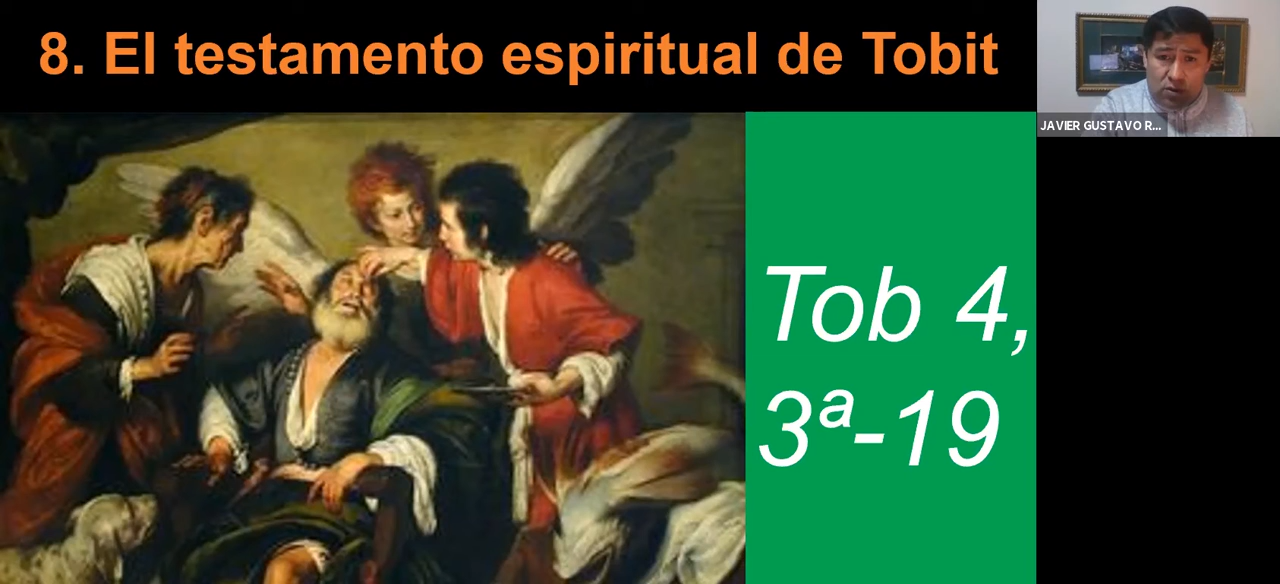 8. El testamento espiritual de Tobit
JAVIER GUSTAVO R...
Tob 4,
3ª-19